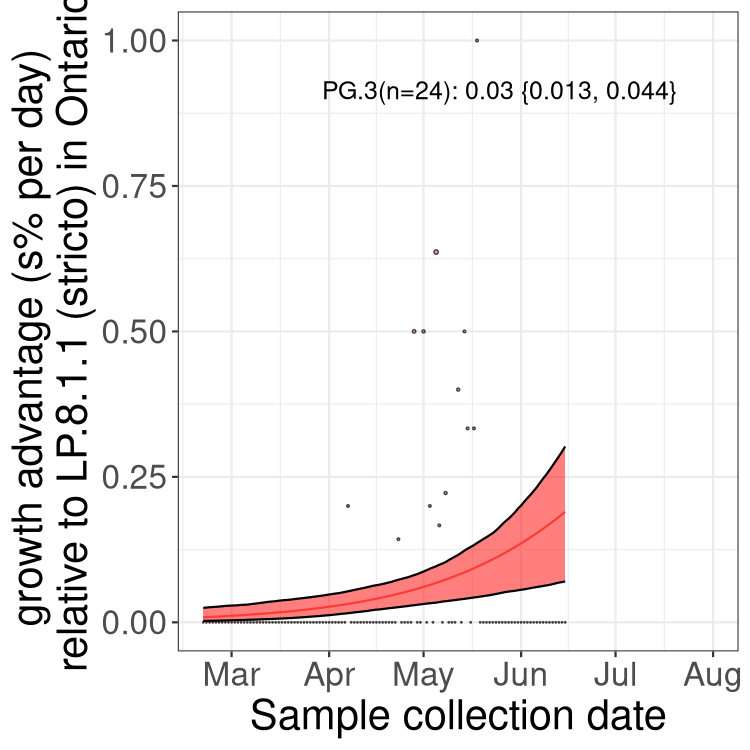 growth advantage (s% per day)
relative to LP.8.1.1 (stricto) in Ontario
1.00
0.75
0.50
0.25
0.00
PG.3(n=24): 0.03 {0.013, 0.044}
Mar Apr May Jun Jul Aug
Sample collection date